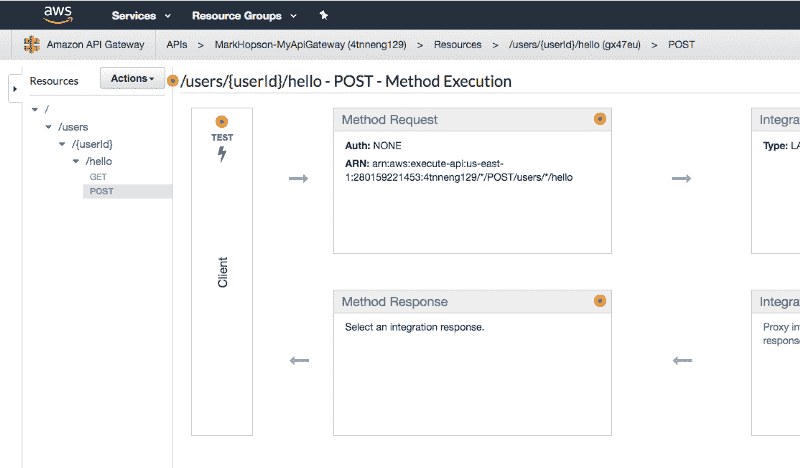 aws Services Resource Groups
Amazon API Gateway APIs > MarkHopson-MyApiGateway (4tnneng129) > Resources > /users/{userId}/hello (gx47eu) > POST
Resources Actions
/users/{userId}/hello - POST - Method Execution
/
/users
/{userId}
/hello
GET
POST
TEST
Client
Method Request
Auth: NONE
ARN: arn:aws:execute-api:us-east-
1:280159221453:4tnneng129/*/POST/users/*/hello
Integra
Type: LA
Method Response
Select an integration response.
Integra
Proxy in
respons